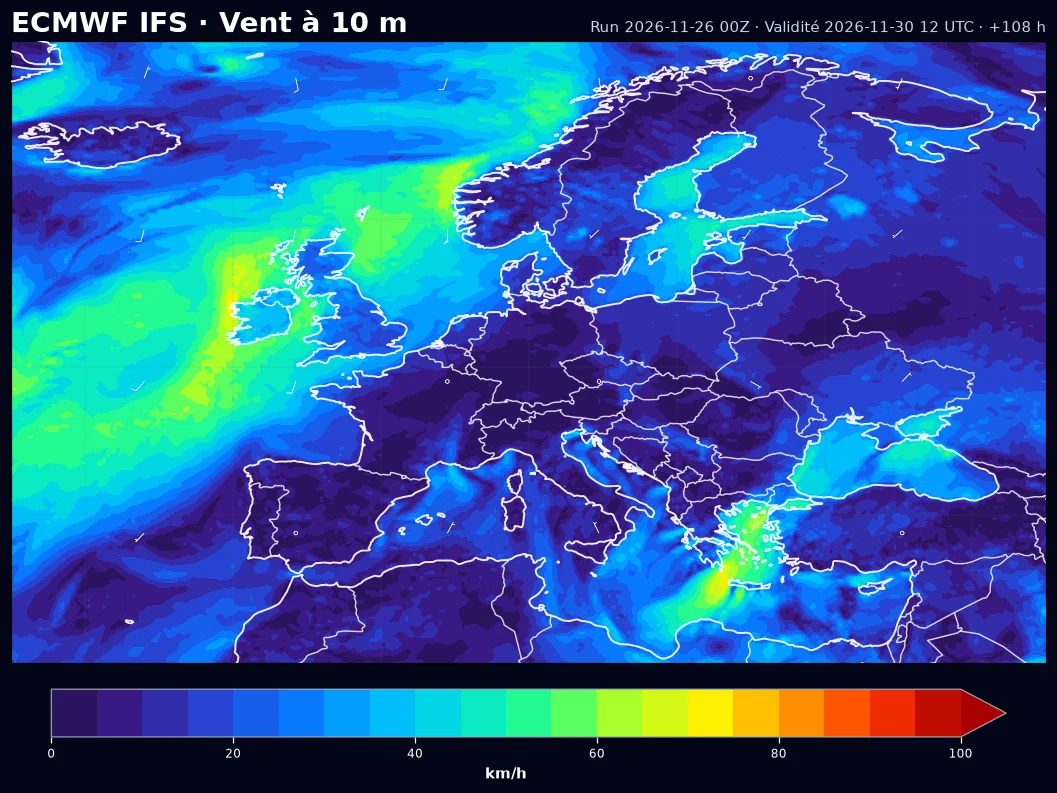 ECMWF IFS · Vent à 10 m
Run 2026-11-26 00Z · Validité 2026-11-30 12 UTC · +108 h
0 20 40 60 80 100
km/h